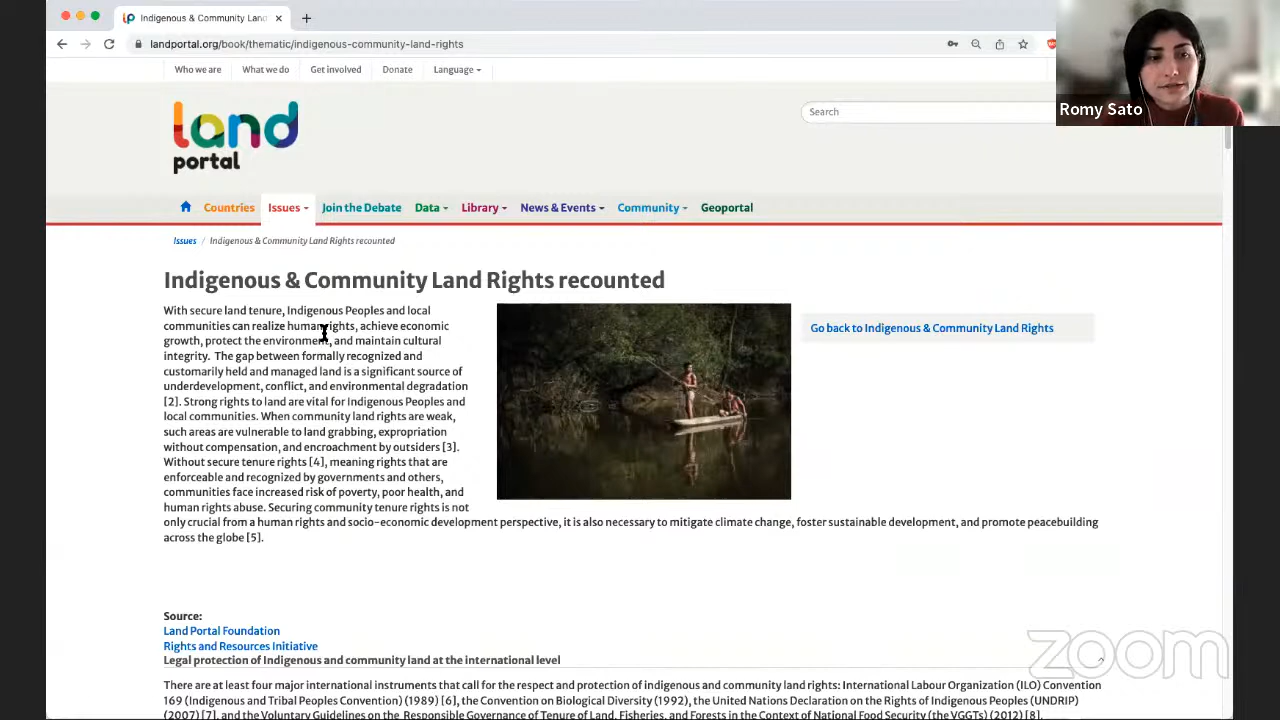 Indigenous & Community Land
landportal.org/book/thematic/indigenous-community-land-rights
Who we are
What we do
Get involved
Donate
Language
Romy Sato
land
portal
Search
Countries
Issues
Join the Debate
Data
Library
News & Events
Community
Geoportal
Issues / Indigenous & Community Land Rights recounted
Indigenous & Community Land Rights recounted
With secure land tenure, Indigenous Peoples and local
communities can realize human rights, achieve economic
growth, protect the environment, and maintain cultural
integrity. The gap between formally recognized and
customarily held and managed land is a significant source of
underdevelopment, conflict, and environmental degradation
[2]. Strong rights to land are vital for Indigenous Peoples and
local communities. When community land rights are weak,
such areas are vulnerable to land grabbing, expropriation
without compensation, and encroachment by outsiders [3].
Without secure tenure rights [4], meaning rights that are
enforceable and recognized by governments and others,
communities face increased risk of poverty, poor health, and
human rights abuse. Securing community tenure rights is not
only crucial from a human rights and socio-economic development perspective, it is also necessary to mitigate climate change, foster sustainable development, and promote peacebuilding
across the globe [5].
Go back to Indigenous & Community Land Rights
Source:
Land Portal Foundation
Rights and Resources Initiative
Legal protection of Indigenous and community land at the international level
There are at least four major international instruments that call for the respect and protection of indigenous and community land rights: International Labour Organization (ILO) Convention
169 (Indigenous and Tribal Peoples Convention) (1989) [6], the Convention on Biological Diversity (1992), the United Nations Declaration on the Rights of Indigenous Peoples (UNDRIP)
(2007) [7], and the Voluntary Guidelines on the Responsible Governance of Tenure of Land, Fisheries, and Forests in the Context of National Food Security (the VGGTs) (2012) [8].
zoom